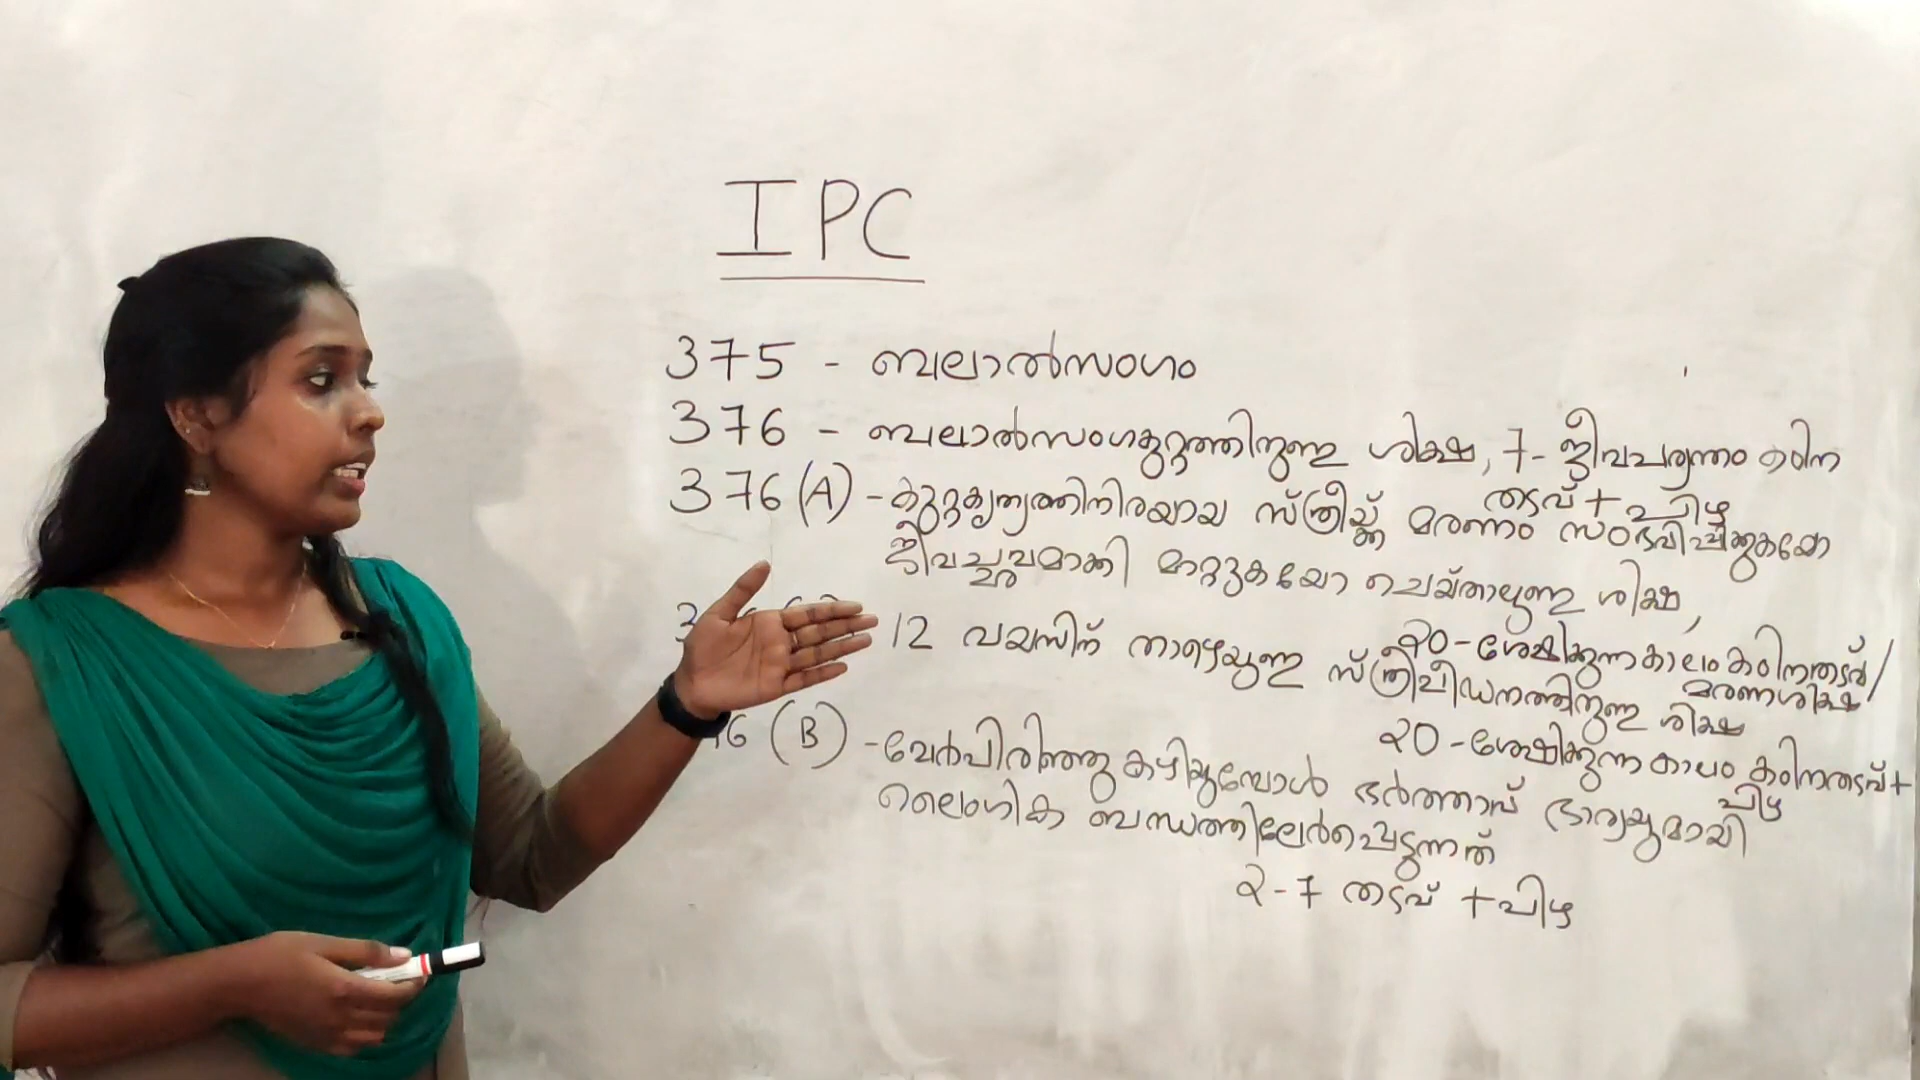 IPC
375 - ബലാൽസംഗം
376 - ബലാൽസംഗകുറ്റത്തിനുള്ള ശിക്ഷ, 7-ജീവപര്യന്തം കഠിന
തടവ് + പിഴ
376 (A) - കുറ്റകൃത്യത്തിനിരയായ സ്ത്രീയ്ക്ക് മരണം സംഭവിപ്പിക്കുകയോ
ജീവച്ഛവമാക്കി മാറ്റുകയോ ചെയ്താലുള്ള ശിക്ഷ,
20-ശേഷിക്കുന്ന കാലം കഠിനതടവ്/
മരണശിക്ഷ
12 വയസിന് താഴെയുള്ള സ്ത്രീപീഡനത്തിനുള്ള ശിക്ഷ
20-ശേഷിക്കുന്ന കാലം കഠിനതടവ്+
പിഴ
6 (B) - വേർപിരിഞ്ഞു കഴിയുമ്പോൾ ഭർത്താവ് ഭാര്യയുമായി
ലൈംഗിക ബന്ധത്തിലേർപ്പെടുന്നത്
2-7 തടവ് + പിഴ